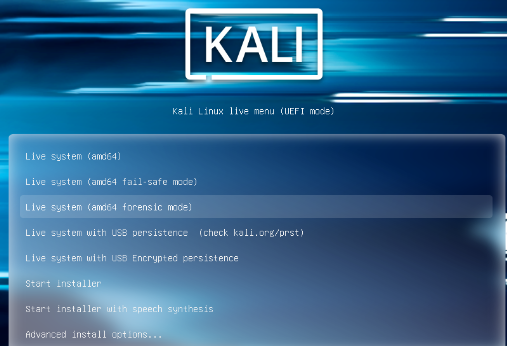 KALI
Kali Linux live menu (UEFI mode)
Live system (amd64)
Live system (amd64 fail-safe mode)
Live system (amd64 forensic mode)
Live system with USB persistence  (check kali.org/prst)
Live system with USB Encrypted persistence
Start installer
Start installer with speech synthesis
Advanced install options...